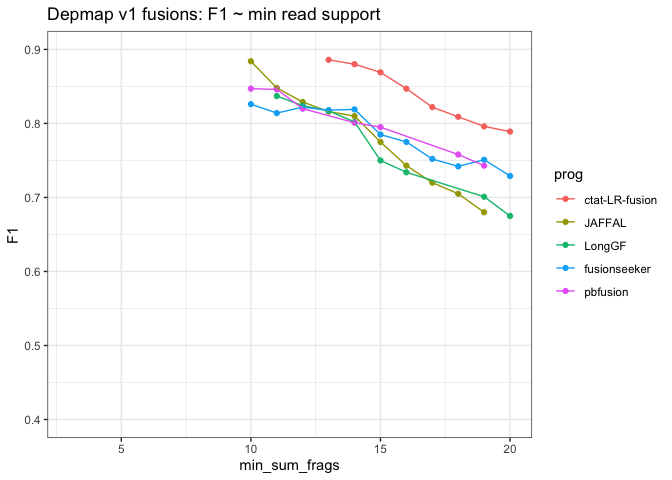 Depmap v1 fusions: F1 ~ min read support
0.9
0.8
0.7
0.6
0.5
0.4
F1
5
10
15
20
min_sum_frags
prog
ctat-LR-fusion
JAFFAL
LongGF
fusionseeker
pbfusion